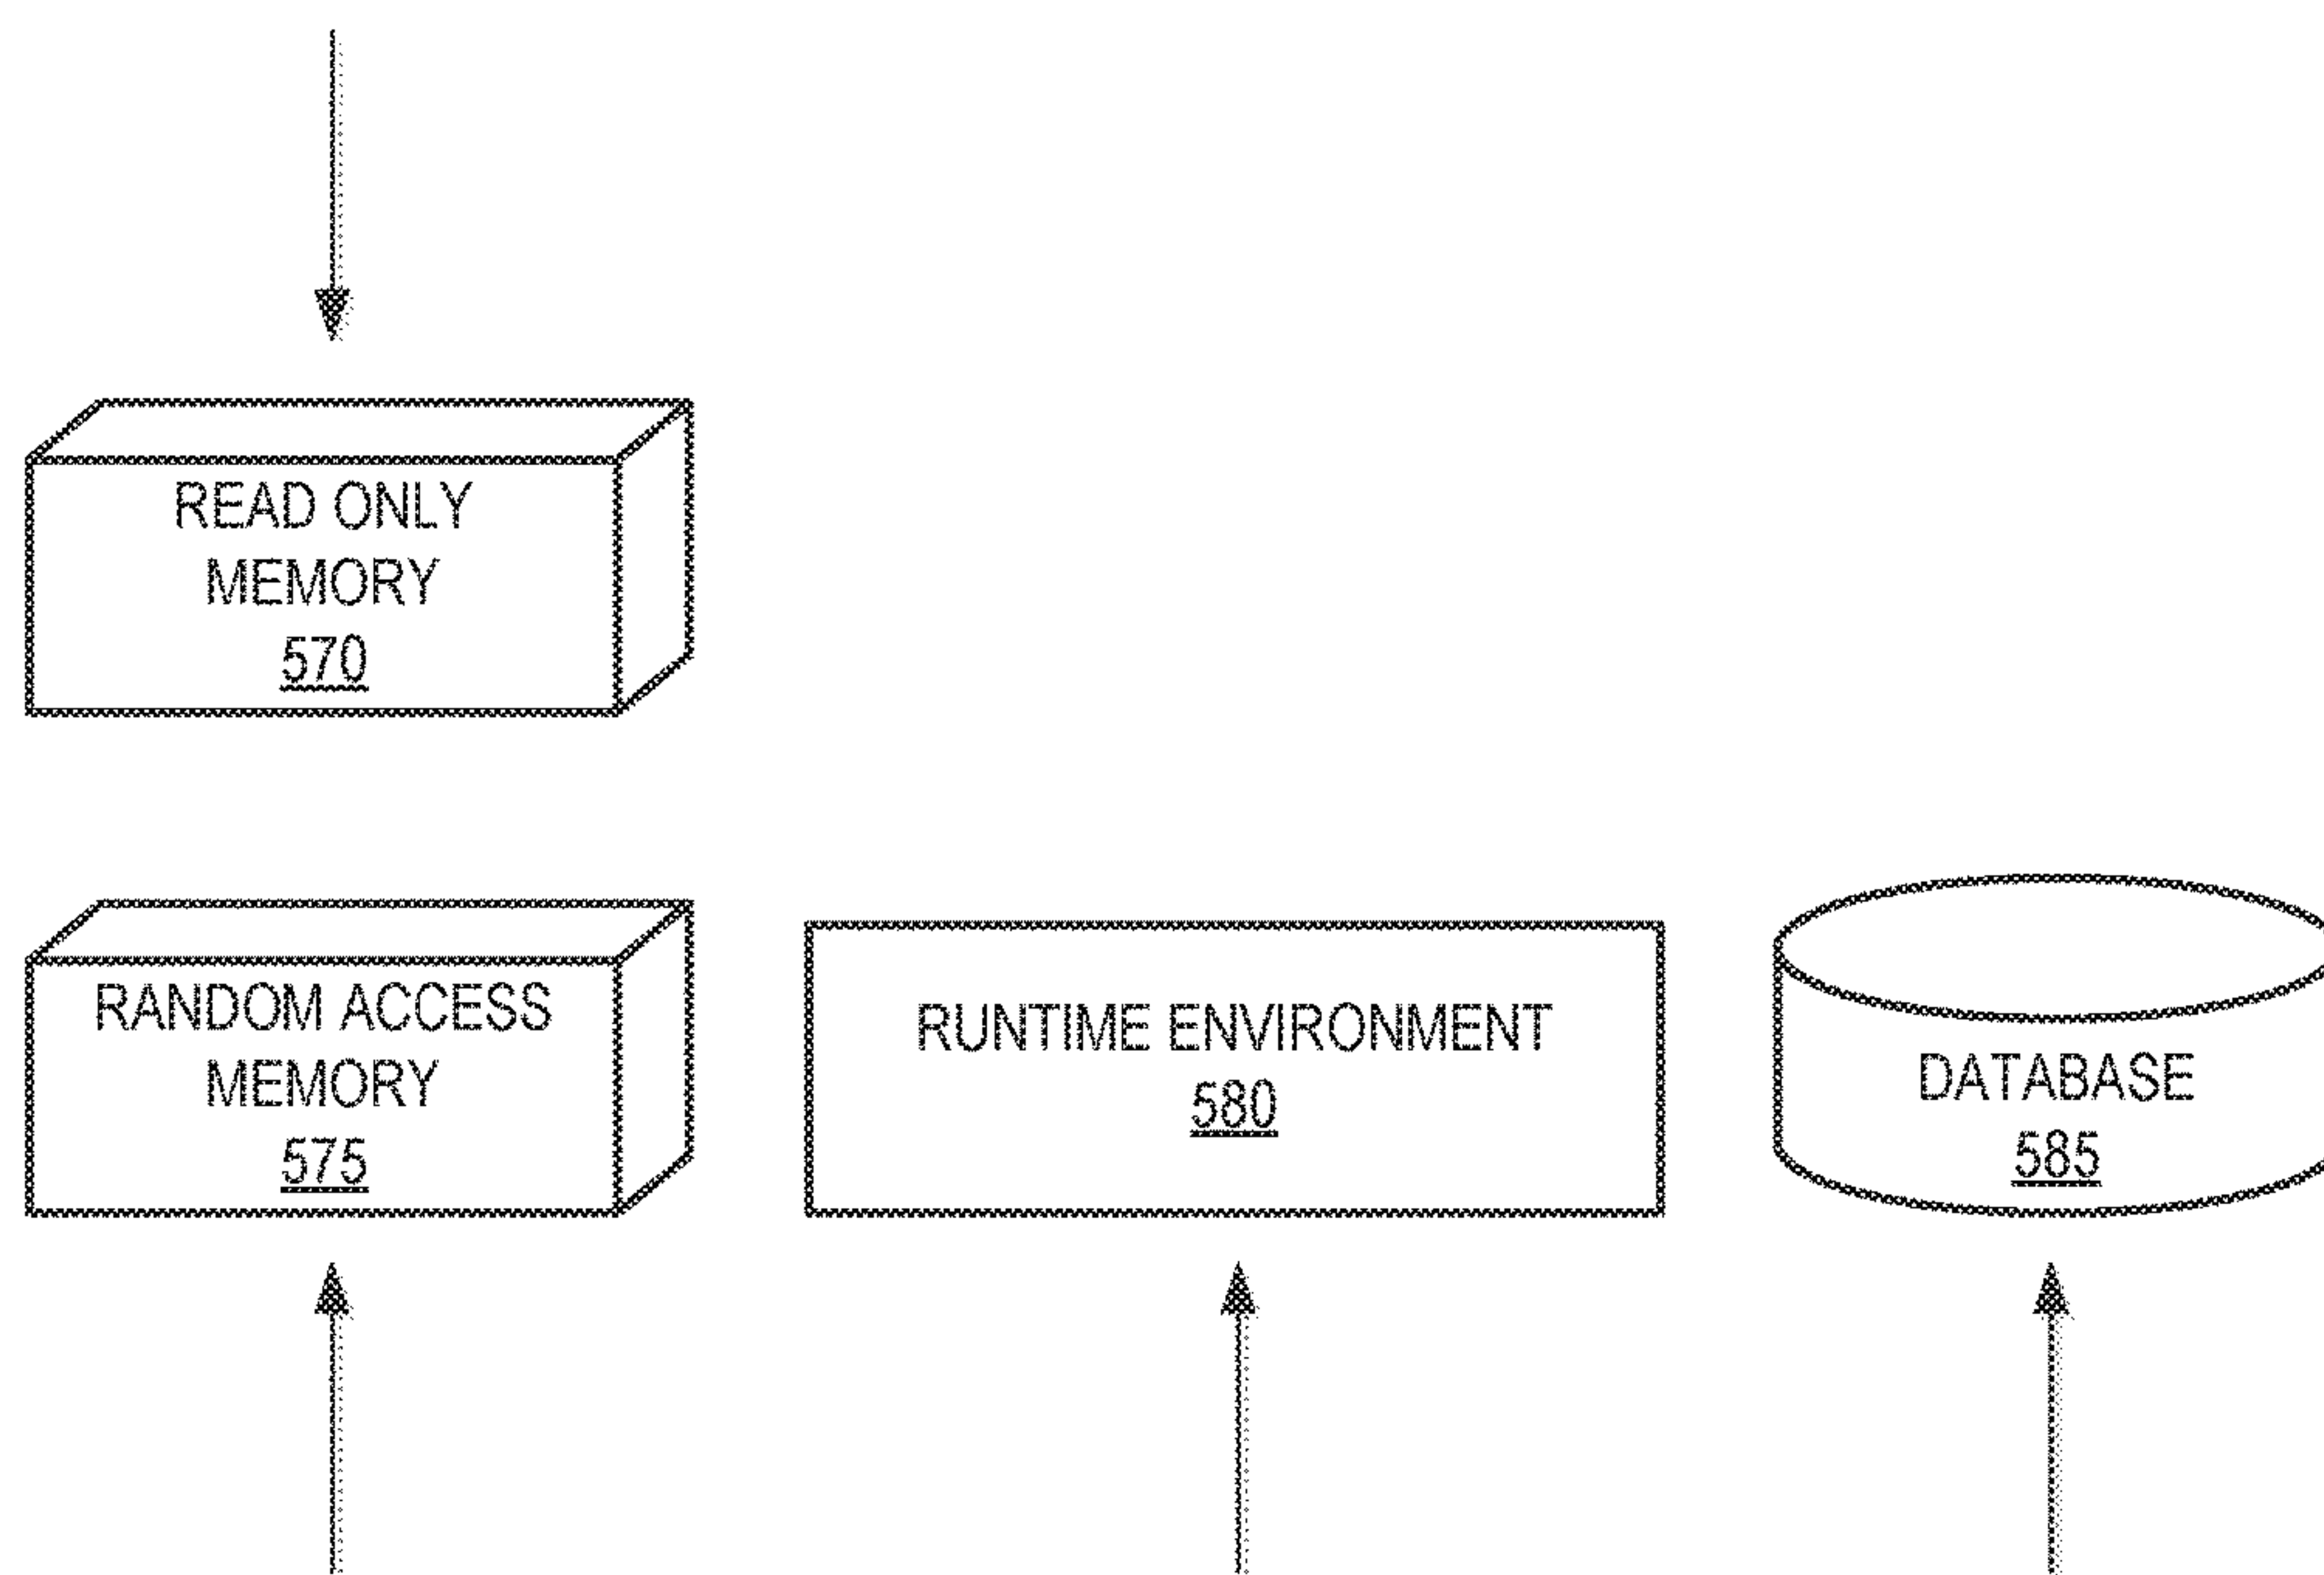 READ ONLY
MEMORY
570
RANDOM ACCESS
MEMORY
575
RUNTIME ENVIRONMENT
580
DATABASE
585